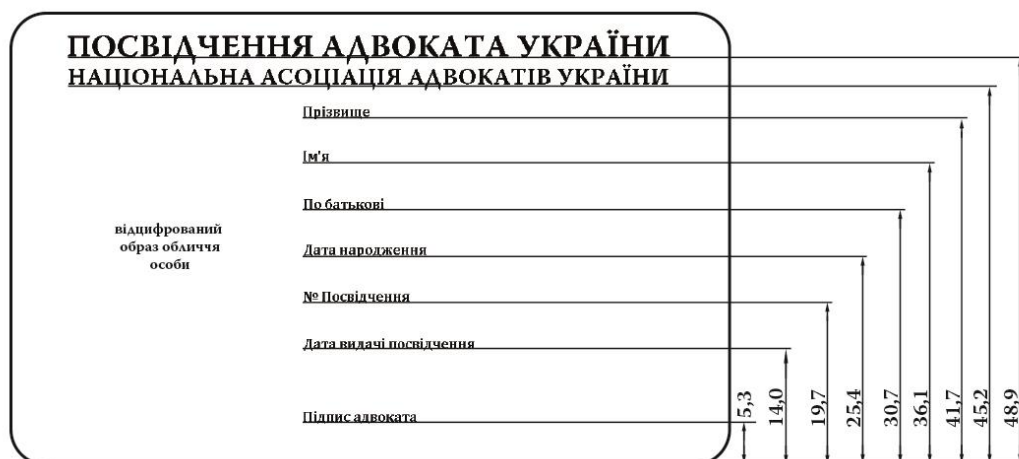 ПОСВІДЧЕННЯ АДВОКАТА УКРАЇНИ
НАЦІОНАЛЬНА АСОЦІАЦІЯ АДВОКАТІВ УКРАЇНИ
Прізвище
Ім'я
По батькові
відцифрований
образ обличчя
особи
Дата народження
№ Посвідчення
Дата видачі посвідчення
Підпис адвоката
5,3
14,0
19,7
25,4
30,7
36,1
41,7
45,2
48,9